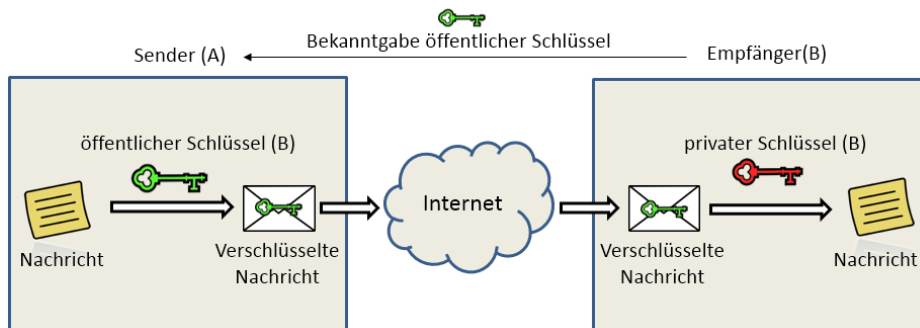 Bekanntgabe öffentlicher Schlüssel
Sender (A)
Empfänger(B)
öffentlicher Schlüssel (B)
privater Schlüssel (B)
Internet
Nachricht
Verschlüsselte
Nachricht
Verschlüsselte
Nachricht
Nachricht